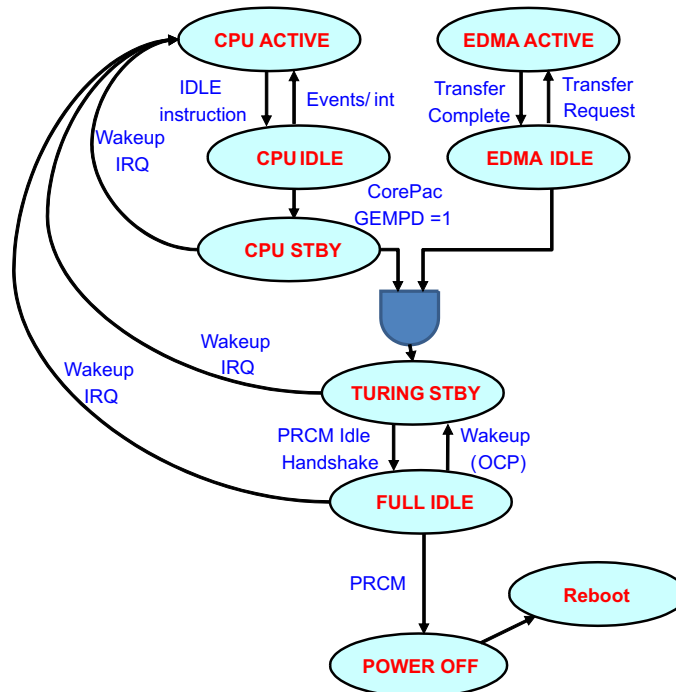 CPU ACTIVE
EDMA ACTIVE
IDLE
instruction
Events/ int
Transfer
Complete
Transfer
Request
Wakeup
IRQ
CPU IDLE
EDMA IDLE
CorePac
GEMPD =1
CPU STBY
Wakeup
IRQ
Wakeup
IRQ
TURING STBY
PRCM Idle
Handshake
Wakeup
(OCP)
FULL IDLE
PRCM
Reboot
POWER OFF